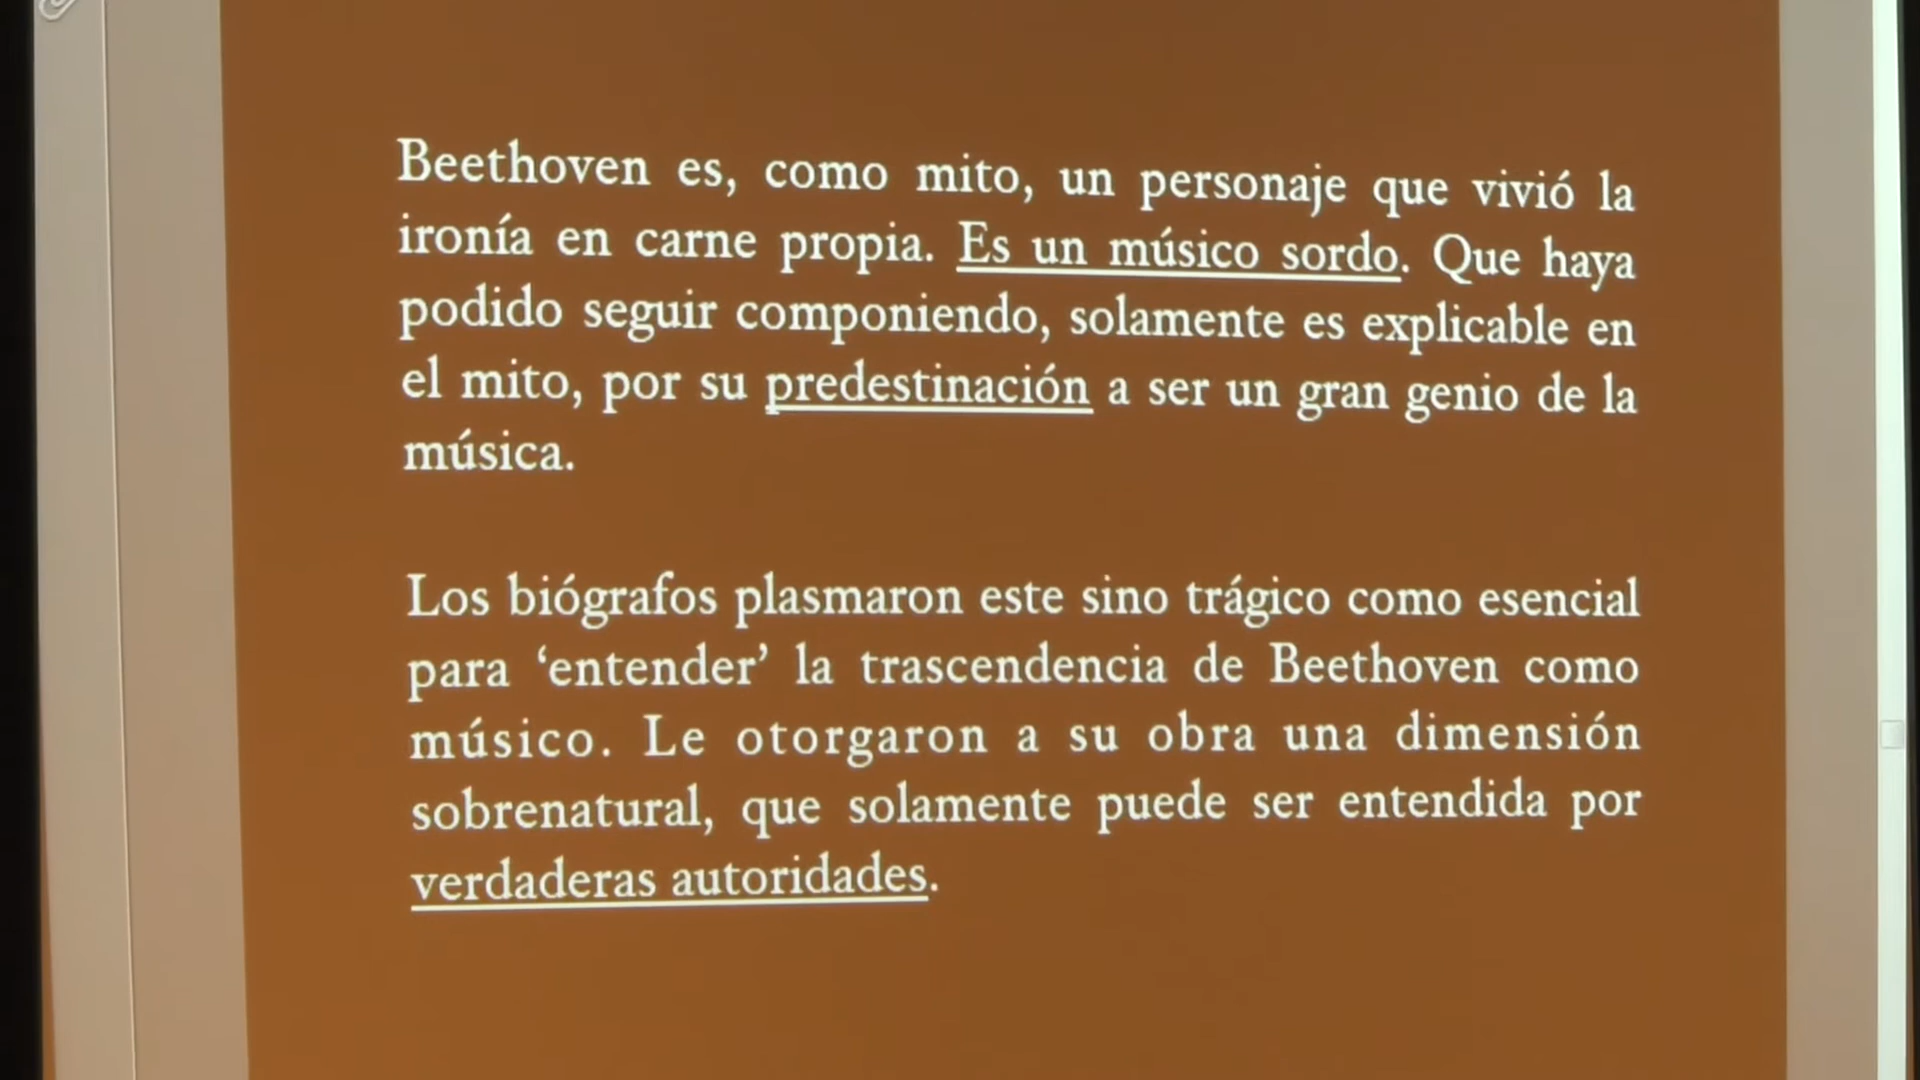 Beethoven es, como mito, un personaje que vivió la
ironía en carne propia. Es un músico sordo. Que haya
podido seguir componiendo, solamente es explicable en
el mito, por su predestinación a ser un gran genio de la
música.
Los biógrafos plasmaron este sino trágico como esencial
para ‘entender’ la trascendencia de Beethoven como
músico. Le otorgaron a su obra una dimensión
sobrenatural, que solamente puede ser entendida por
verdaderas autoridades.